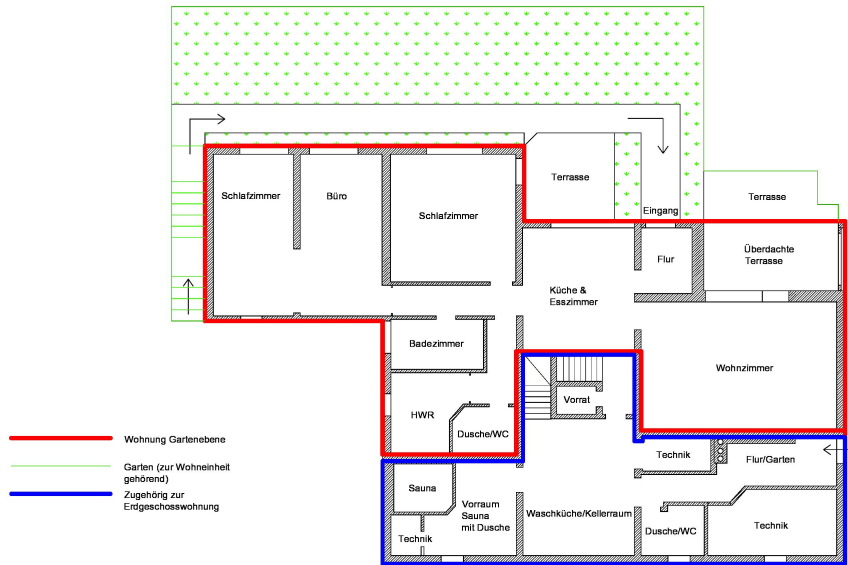 Terrasse
Schlafzimmer
Büro
Terrasse
Schlafzimmer
Eingang
Überdachte
Terrasse
Flur
Küche &
Esszimmer
Badezimmer
Wohnzimmer
Vorrat
HWR
Dusche/WC
Wohnung Gartenebene
Garten (zur Wohneinheit
gehörend)
Zugehörig zur
Erdgeschosswohnung
Technik
Flur/Garten
Sauna
Vorraum
Sauna
mit Dusche
Waschküche/Kellerraum
Dusche/WC
Technik
Technik